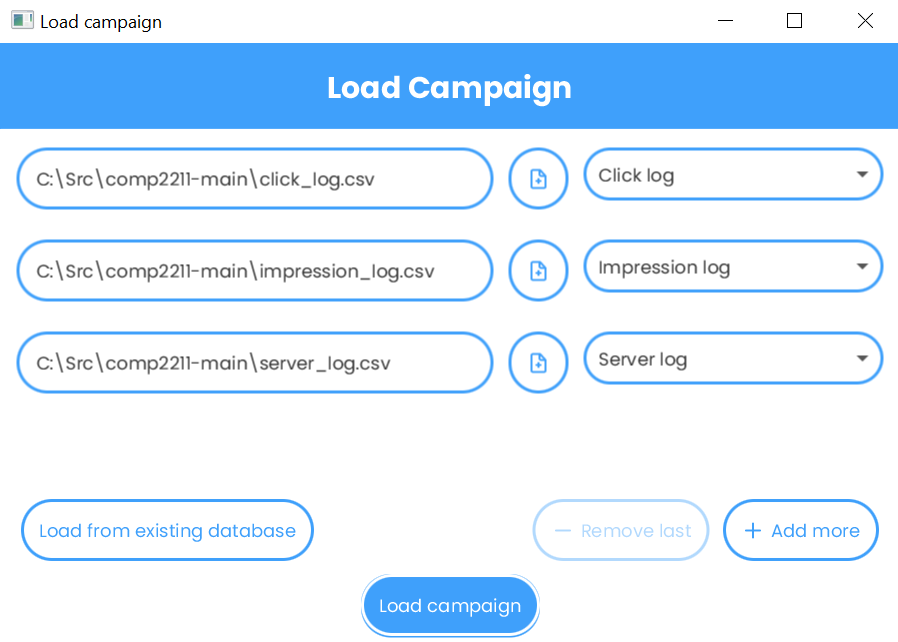 Load campaign
Load Campaign
C:\Src\comp2211-main\click_log.csv
Click log
C:\Src\comp2211-main\impression_log.csv
Impression log
C:\Src\comp2211-main\server_log.csv
Server log
Load from existing database
Remove last
Add more
Load campaign